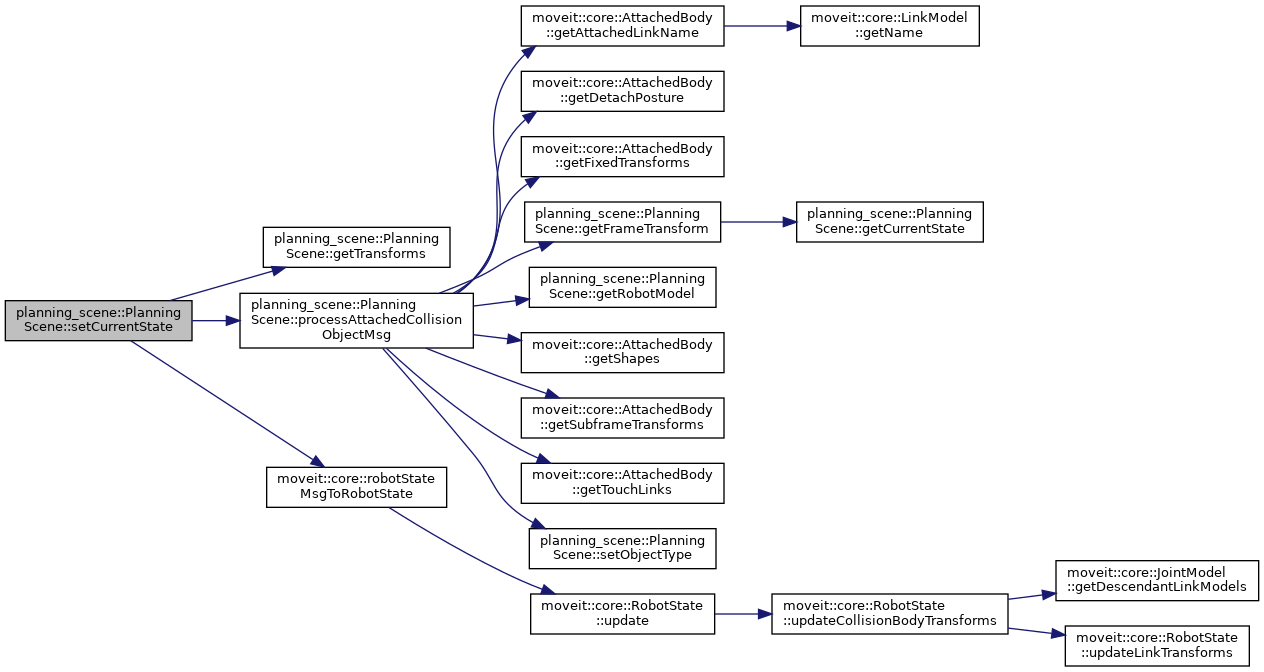 moveit::core::AttachedBody
::getAttachedLinkName
moveit::core::LinkModel
::getName
moveit::core::AttachedBody
::getDetachPosture
moveit::core::AttachedBody
::getFixedTransforms
planning_scene::Planning
Scene::getFrameTransform
planning_scene::Planning
Scene::getCurrentState
planning_scene::Planning
Scene::getTransforms
planning_scene::Planning
Scene::getRobotModel
planning_scene::Planning
Scene::setCurrentState
planning_scene::Planning
Scene::processAttachedCollision
ObjectMsg
moveit::core::AttachedBody
::getShapes
moveit::core::AttachedBody
::getSubframeTransforms
moveit::core::robotState
MsgToRobotState
moveit::core::AttachedBody
::getTouchLinks
planning_scene::Planning
Scene::setObjectType
moveit::core::RobotState
::update
moveit::core::RobotState
::updateCollisionBodyTransforms
moveit::core::JointModel
::getDescendantLinkModels
moveit::core::RobotState
::updateLinkTransforms